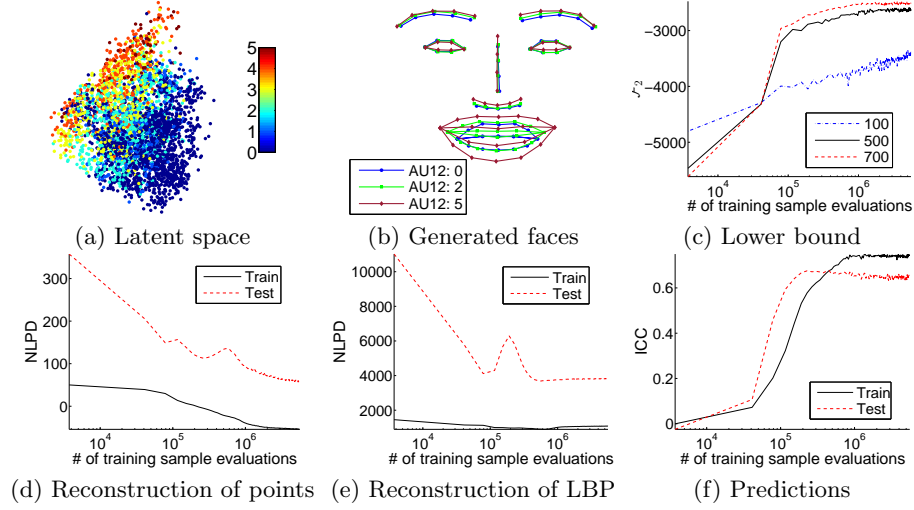 5
4
3
2
1
0
(a) Latent space
AU12: 0
AU12: 2
AU12: 5
(b) Generated faces
−3000
−4000
−5000
100
500
700
10^4 10^5 10^6
# of training sample evaluations
(c) Lower bound
NLPD
300
200
100
0
Train
Test
10^4 10^5 10^6
# of training sample evaluations
(d) Reconstruction of points
NLPD
10000
8000
6000
4000
2000
Train
Test
10^4 10^5 10^6
# of training sample evaluations
(e) Reconstruction of LBP
ICC
0.6
0.4
0.2
0
Train
Test
10^4 10^5 10^6
# of training sample evaluations
(f) Predictions